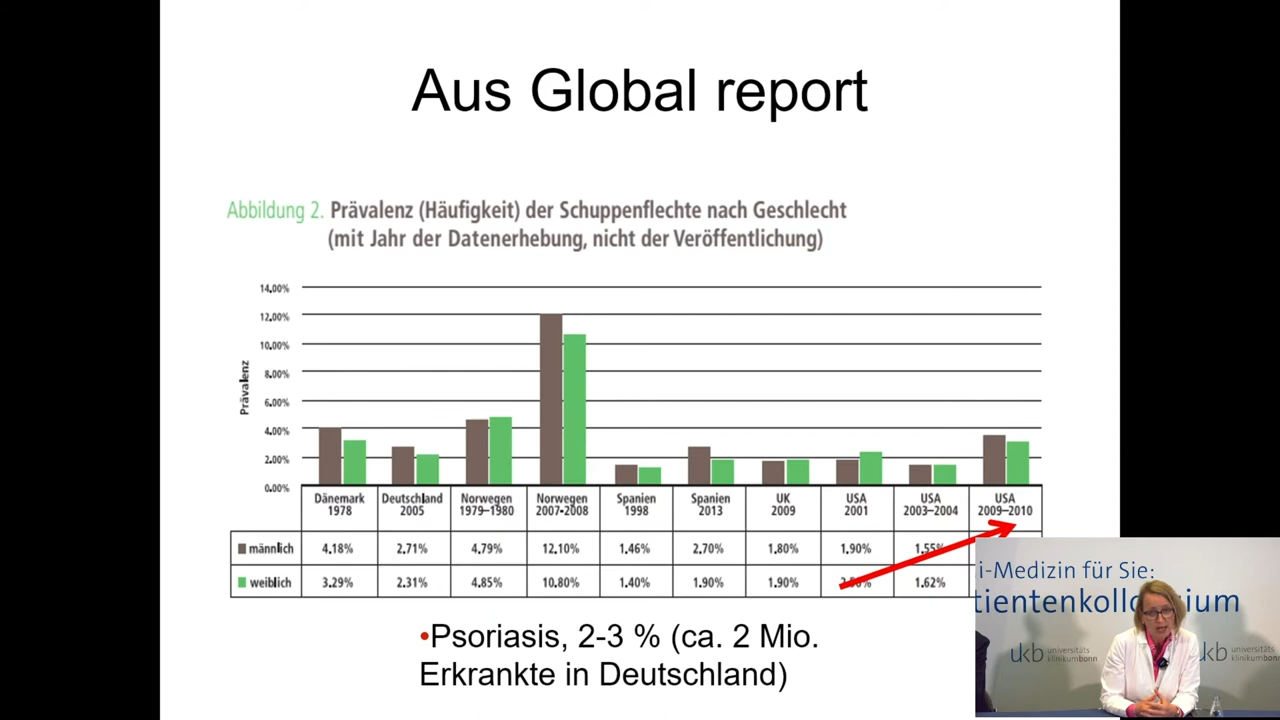 Aus Global report
Abbildung 2. Prävalenz (Häufigkeit) der Schuppenflechte nach Geschlecht
(mit Jahr der Datenerhebung, nicht der Veröffentlichung)
14.00%
12.00%
10.00%
8.00%
6.00%
4.00%
2.00%
0.00%
Prävalenz
Dänemark 1978
Deutschland 2005
Norwegen 1979–1980
Norwegen 2007-2008
Spanien 1998
Spanien 2013
UK 2009
USA 2001
USA 2003–2004
USA 2009–2010
männlich 4.18% 2.71% 4.79% 12.10% 1.46% 2.70% 1.80% 1.90% 1.55%
weiblich 3.29% 2.31% 4.85% 10.80% 1.40% 1.90% 1.90% 1.62%
•Psoriasis, 2-3 % (ca. 2 Mio.
Erkrankte in Deutschland)
i-Medizin für Sie:
tientenkolloquium
ukb universitäts klinikumbonn
ukb universitäts klinikumbonn